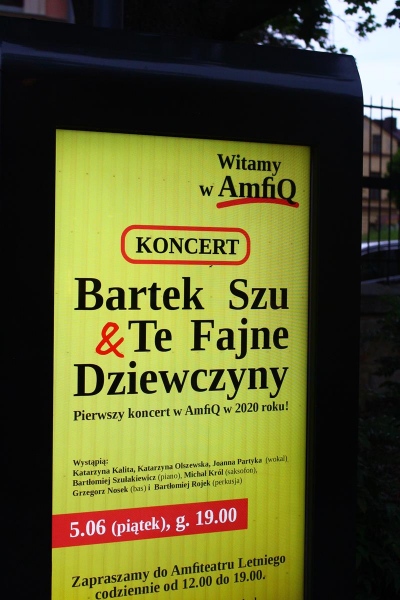 Witamy
w AmfiQ
KONCERT
Bartek Szu
& Te Fajne
Dziewczyny
Pierwszy koncert w AmfiQ w 2020 roku!
Wystąpią:
Katarzyna Kalita, Katarzyna Olszewska, Joanna Partyka (wokal)
Bartłomiej Szułakiewicz (piano), Michał Król (saksofon),
Grzegorz Nosek (bas) i Bartłomiej Rojek (perkusja)
5.06 (piątek), g. 19.00
Zapraszamy do Amfiteatru Letniego
codziennie od 12.00 do 19.00.